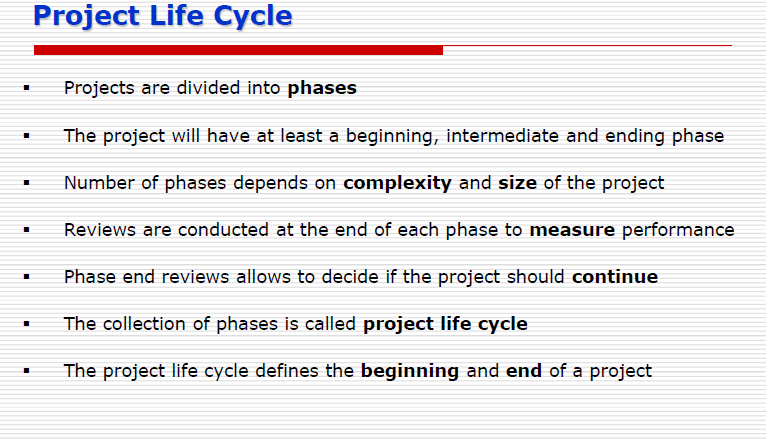 Project Life Cycle
▪ Projects are divided into phases
▪ The project will have at least a beginning, intermediate and ending phase
▪ Number of phases depends on complexity and size of the project
▪ Reviews are conducted at the end of each phase to measure performance
▪ Phase end reviews allows to decide if the project should continue
▪ The collection of phases is called project life cycle
▪ The project life cycle defines the beginning and end of a project